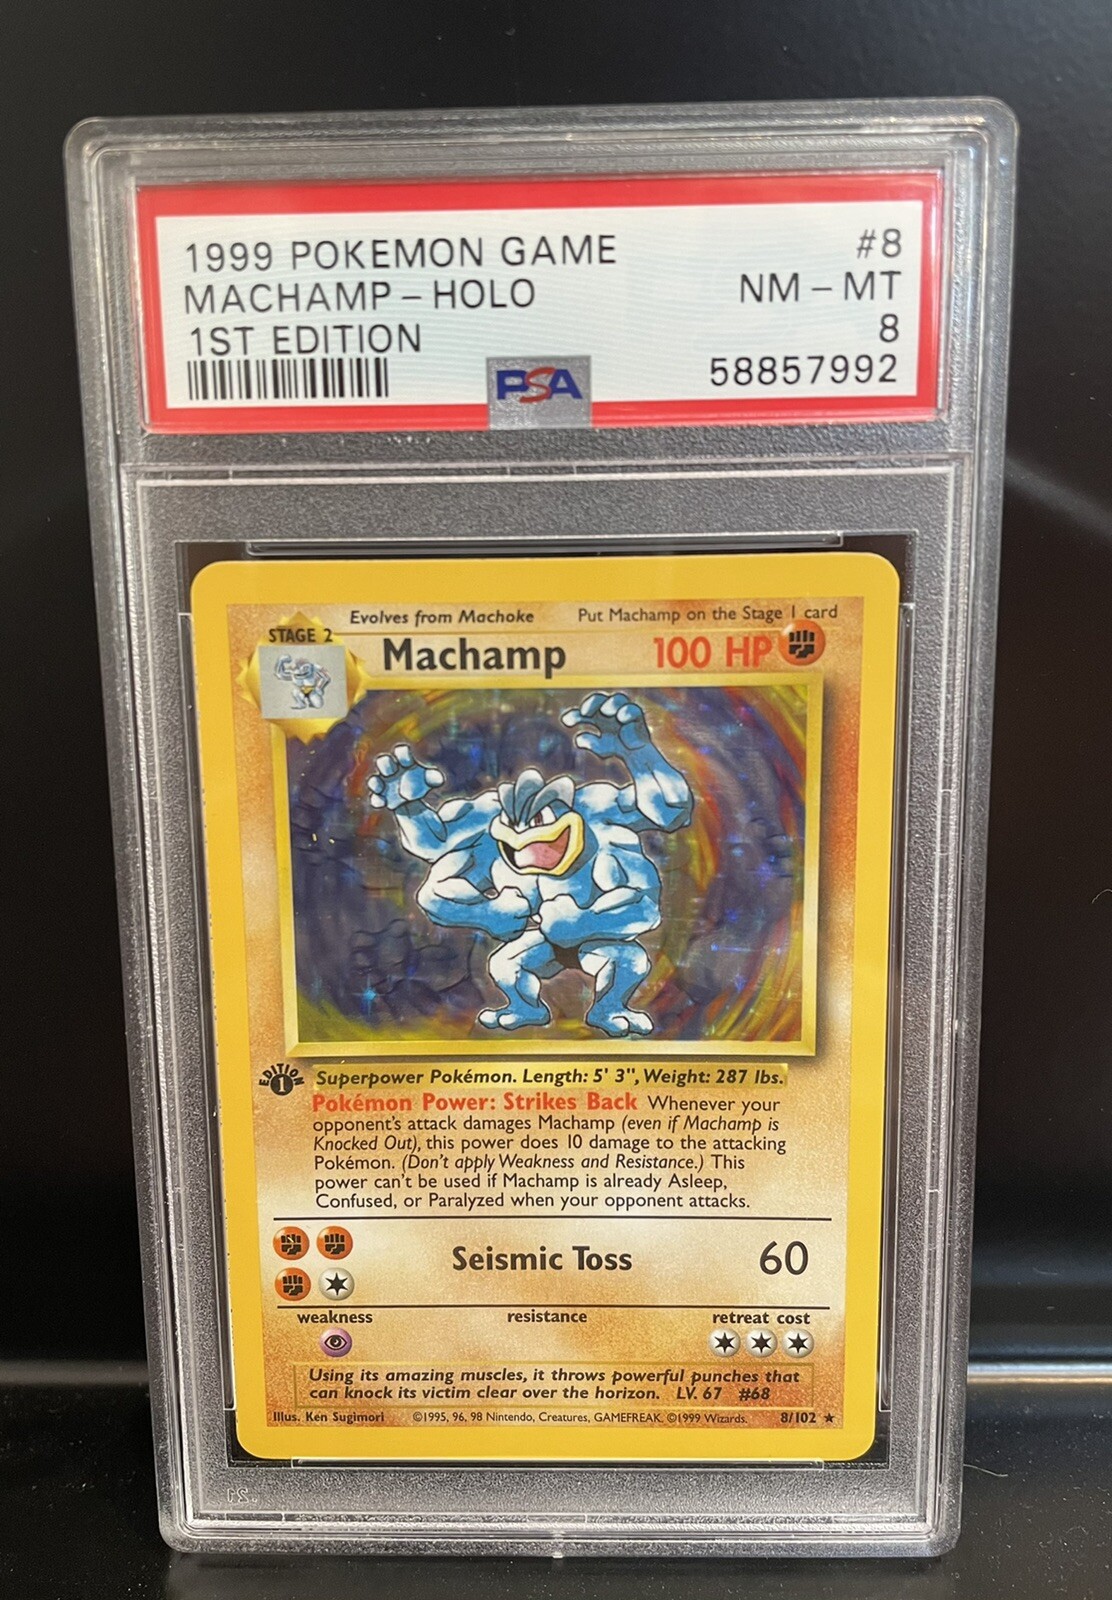 1999 POKEMON GAME #8
MACHAMP - HOLO NM - MT
1ST EDITION 8
PSA 58857992
Evolves from Machoke Put Machamp on the Stage 1 card
STAGE 2
Machamp 100 HP
EDITION 1
Superpower Pokémon. Length: 5' 3", Weight: 287 lbs.
Pokémon Power: Strikes Back Whenever your
opponent's attack damages Machamp (even if Machamp is
Knocked Out), this power does 10 damage to the attacking
Pokémon. (Don't apply Weakness and Resistance.) This
power can't be used if Machamp is already Asleep,
Confused, or Paralyzed when your opponent attacks.
Seismic Toss 60
weakness resistance retreat cost
Using its amazing muscles, it throws powerful punches that
can knock its victim clear over the horizon. LV. 67 #68
Illus. Ken Sugimori ©1995, 96, 98 Nintendo, Creatures, GAMEFREAK. ©1999 Wizards. 8/102 ★